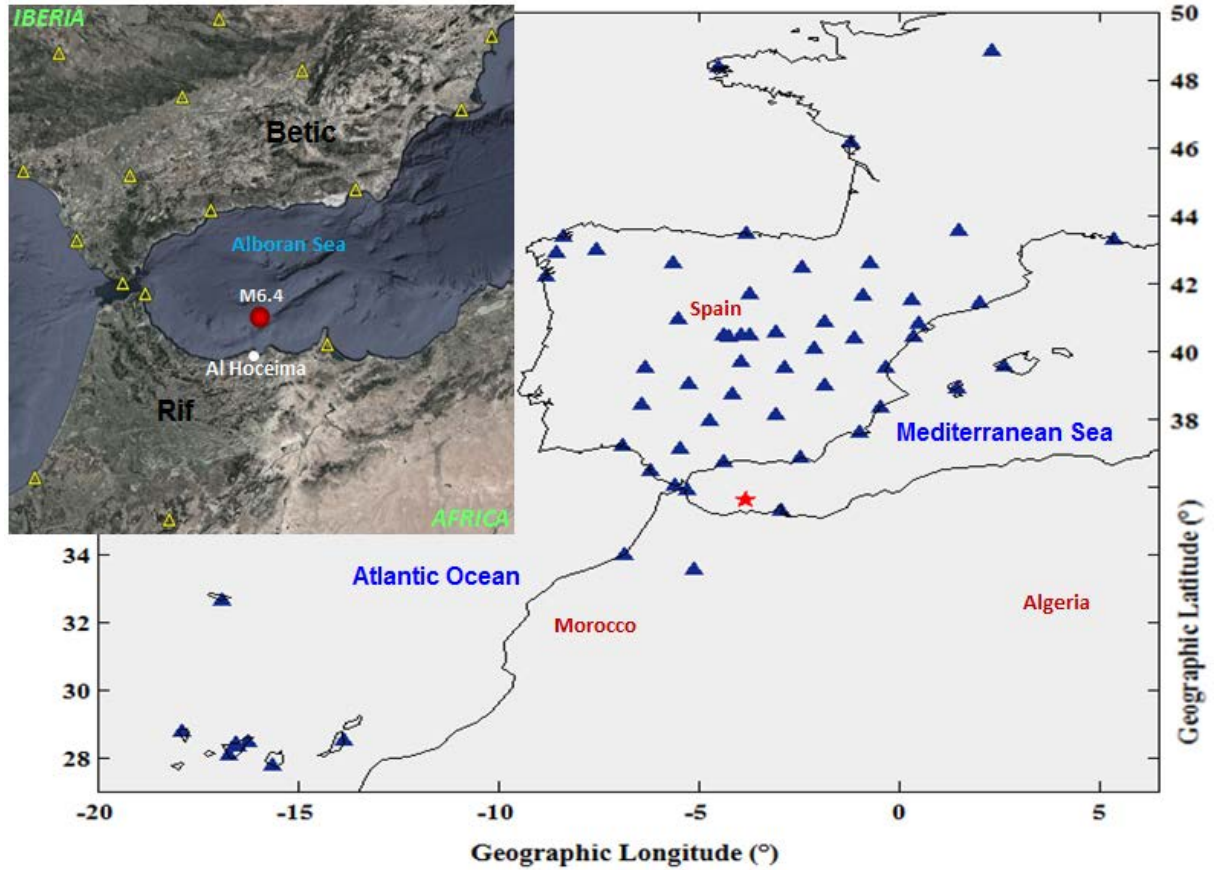 IBERIA
Betic
Alboran Sea
M6.4
Al Hoceima
Rif
AFRICA
Spain
Mediterranean Sea
Atlantic Ocean
Morocco
Algeria
50
48
46
44
42
40
38
34
32
30
28
-20
-15
-10
-5
0
5
Geographic Longitude (°)
Geographic Latitude (°)